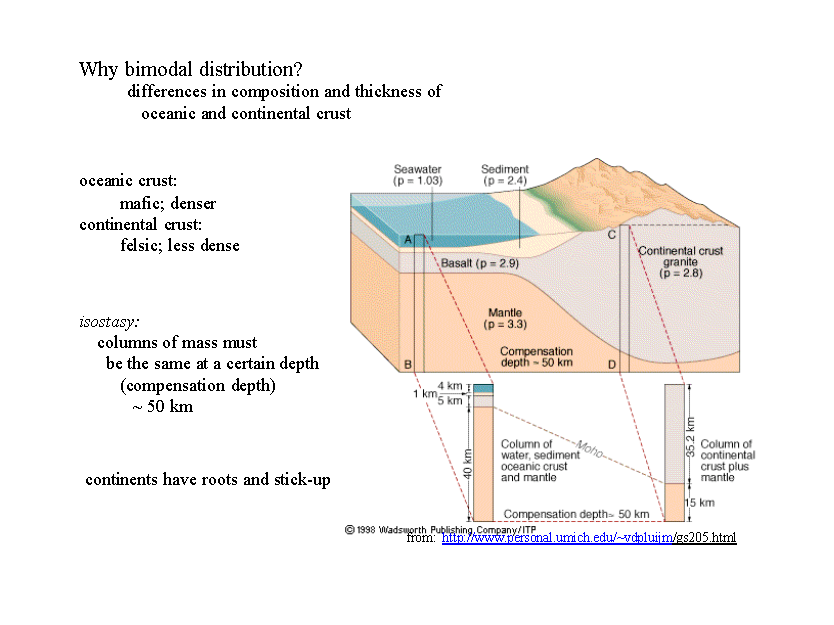 Why bimodal distribution?
differences in composition and thickness of
oceanic and continental crust
oceanic crust:
mafic; denser
continental crust:
felsic; less dense
isostasy:
columns of mass must
be the same at a certain depth
(compensation depth)
~ 50 km
continents have roots and stick-up
Seawater
(p = 1.03)
Sediment
(p = 2.4)
A
C
Basalt (p = 2.9)
Continental crust
granite
(p = 2.8)
Mantle
(p = 3.3)
Compensation
depth ~ 50 km
B
D
4 km
1 km
5 km
40 km
Column of
water, sediment
oceanic crust
and mantle
Moho
35.2 km
15 km
Column of
continental
crust plus
mantle
Compensation depth≈ 50 km
© 1998 Wadsworth Publishing Company/ITP
from: http://www.personal.umich.edu/~vdpluijm/gs205.html